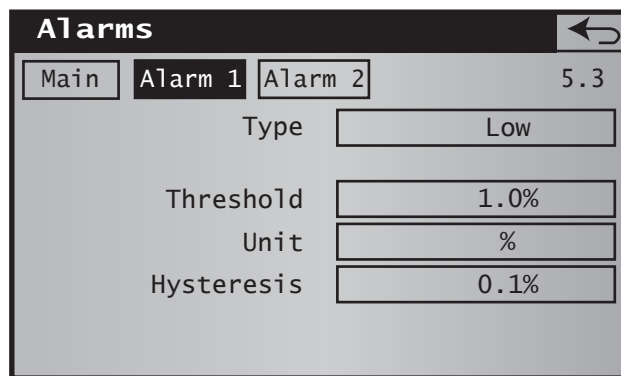 Alarms
Main Alarm 1 Alarm 2 5.3
Type Low
Threshold 1.0%
Unit %
Hysteresis 0.1%